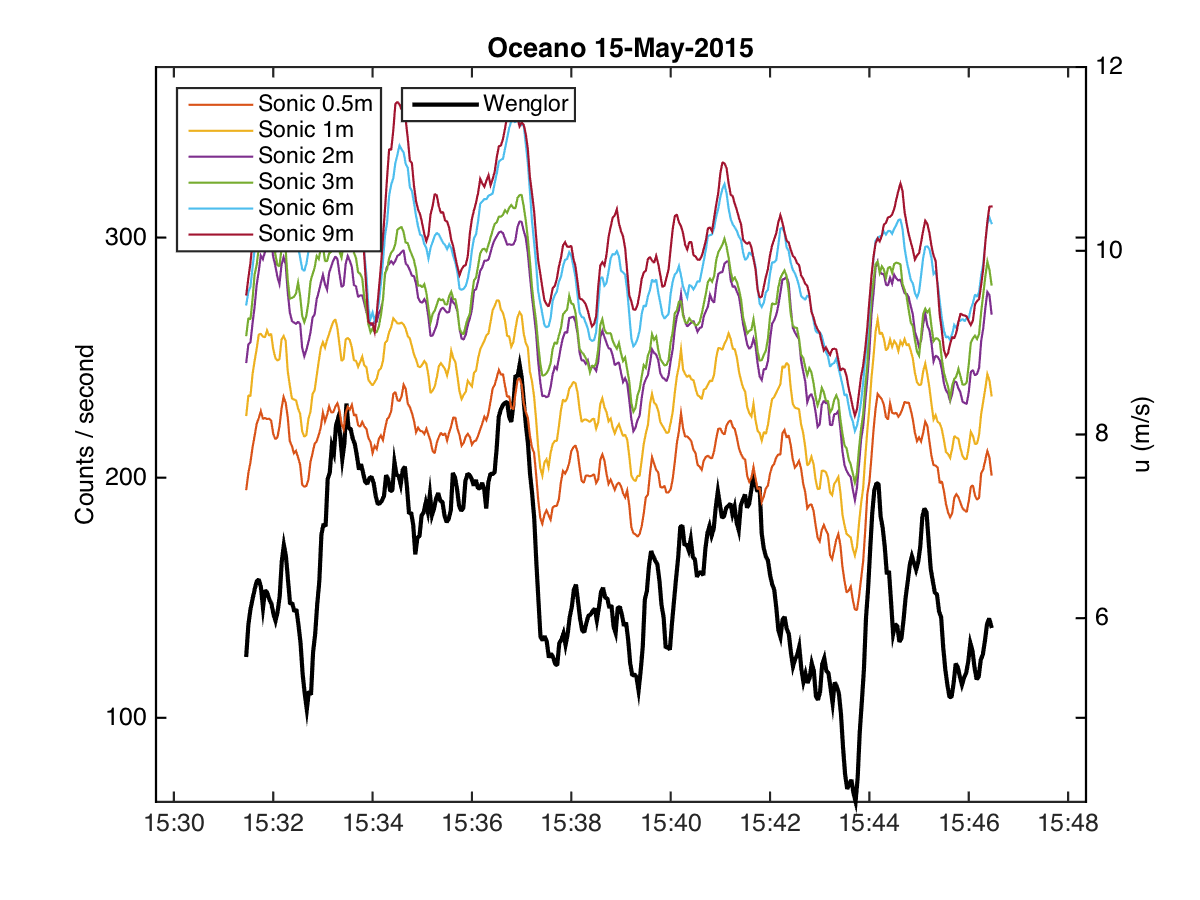 Oceano 15-May-2015
Sonic 0.5m
Sonic 1m
Sonic 2m
Sonic 3m
Sonic 6m
Sonic 9m
Wenglor
Counts / second
300
200
100
12
10
8
6
u (m/s)
15:30 15:32 15:34 15:36 15:38 15:40 15:42 15:44 15:46 15:48